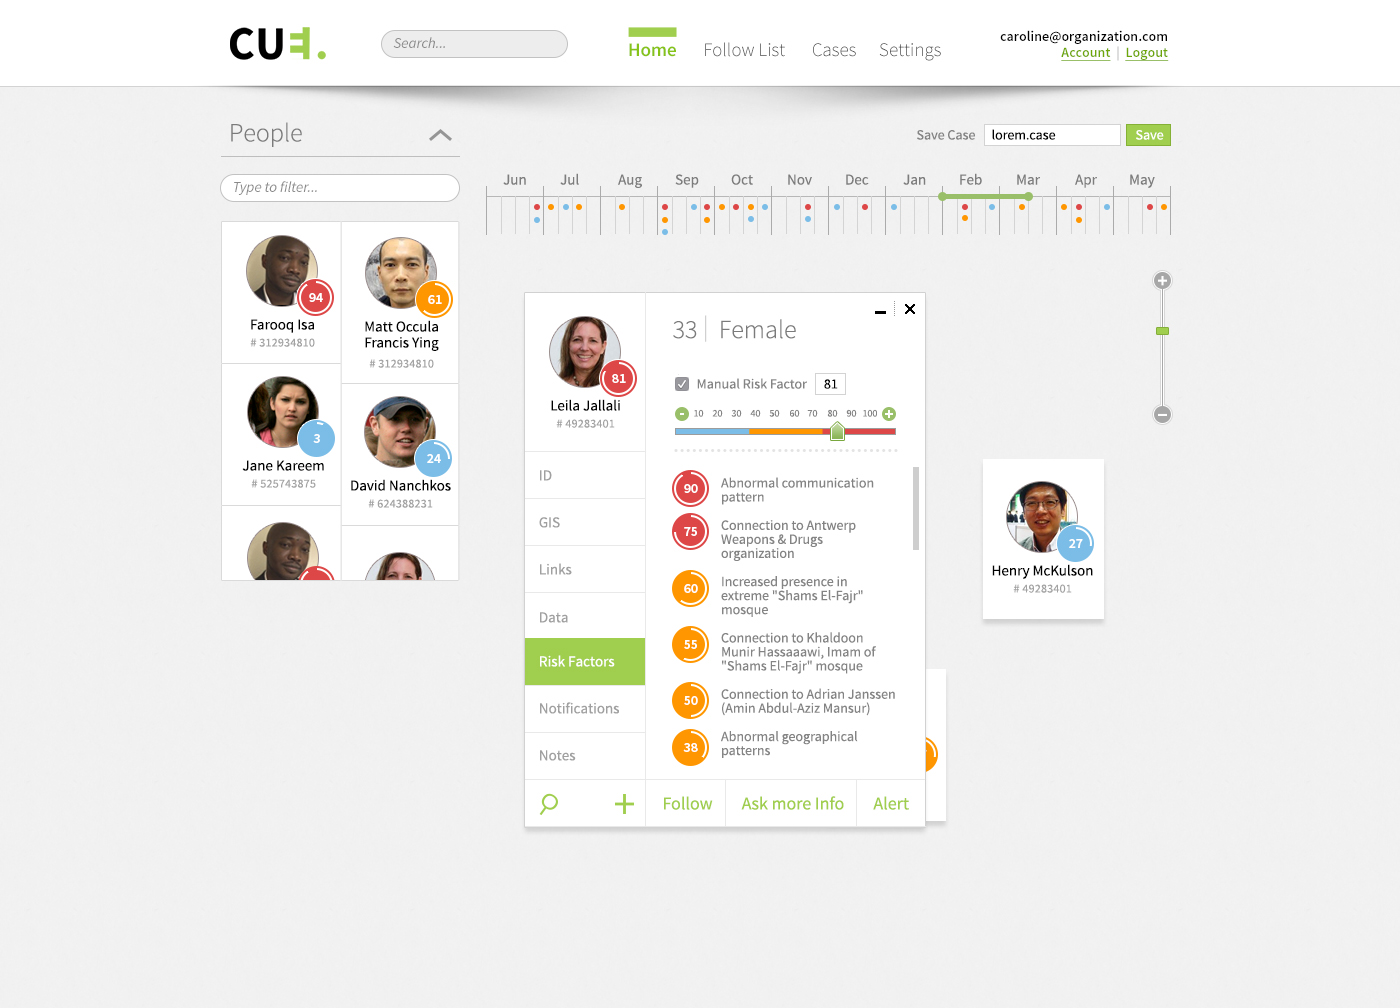 CUE.
Search...
Home
Follow List
Cases
Settings
caroline@organization.com
Account | Logout
People
Type to filter...
Save Case
lorem.case
Save
Jun Jul Aug Sep Oct Nov Dec Jan Feb Mar Apr May
94
Farooq Isa
# 312934810
61
Matt Occula
Francis Ying
# 312934810
3
Jane Kareem
# 525743875
24
David Nanchkos
# 624388231
81
Leila Jallali
# 49283401
ID
GIS
Links
Data
Risk Factors
Notifications
Notes
33 | Female
Manual Risk Factor 81
10 20 30 40 50 60 70 80 90 100
90
Abnormal communication
pattern
75
Connection to Antwerp
Weapons & Drugs
organization
60
Increased presence in
extreme "Shams El-Fajr"
mosque
55
Connection to Khaldoon
Munir Hassaaawi, Imam of
"Shams El-Fajr" mosque
50
Connection to Adrian Janssen
(Amin Abdul-Aziz Mansur)
38
Abnormal geographical
patterns
Follow
Ask more Info
Alert
27
Henry McKulson
# 49283401